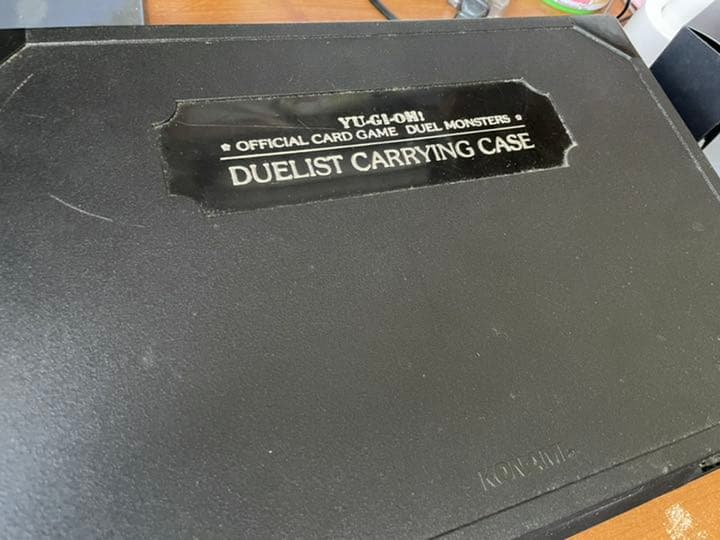 YU-GI-OH!
OFFICIAL CARD GAME DUEL MONSTERS
DUELIST CARRYING CASE
KONAMI